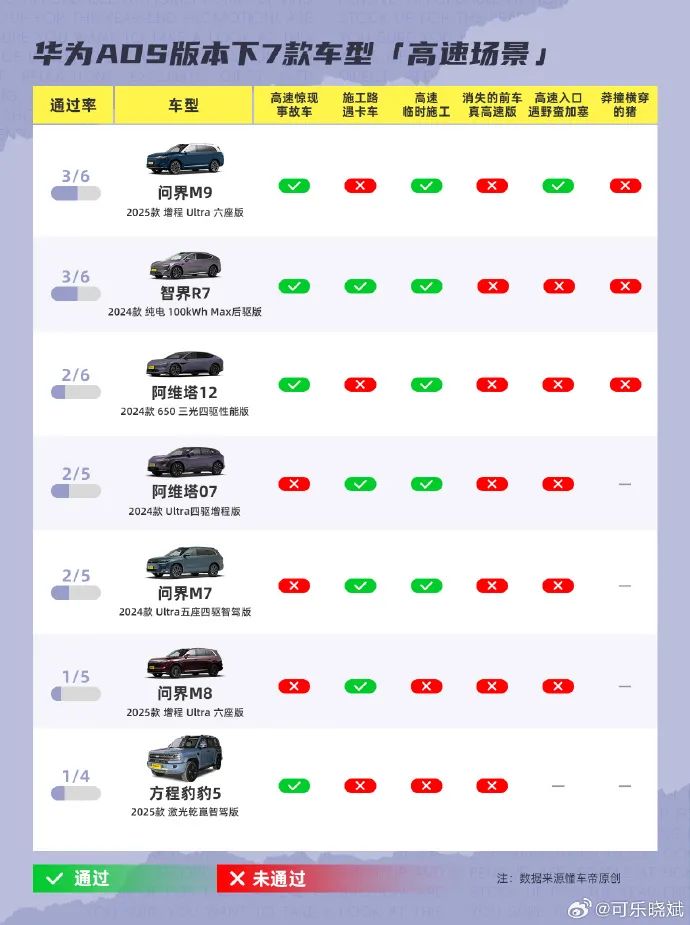 华为ADS版本下7款车型「高速场景」
通过率
车型
高速惊现
事故车
施工路
遇卡车
高速
临时施工
消失的前车
真高速版
高速入口
遇野蛮加塞
莽撞横穿
的猪
3/6
问界M9
2025款 增程 Ultra 六座版
3/6
智界R7
2024款 纯电 100kWh Max后驱版
2/6
阿维塔12
2024款 650 三光四驱性能版
2/5
阿维塔07
2024款 Ultra四驱增程版
—
2/5
问界M7
2024款 Ultra五座四驱智驾版
—
1/5
问界M8
2025款 增程 Ultra 六座版
—
1/4
方程豹豹5
2025款 激光乾崑智驾版
— —
通过
未通过
注：数据来源懂车帝原创
@可乐晓斌